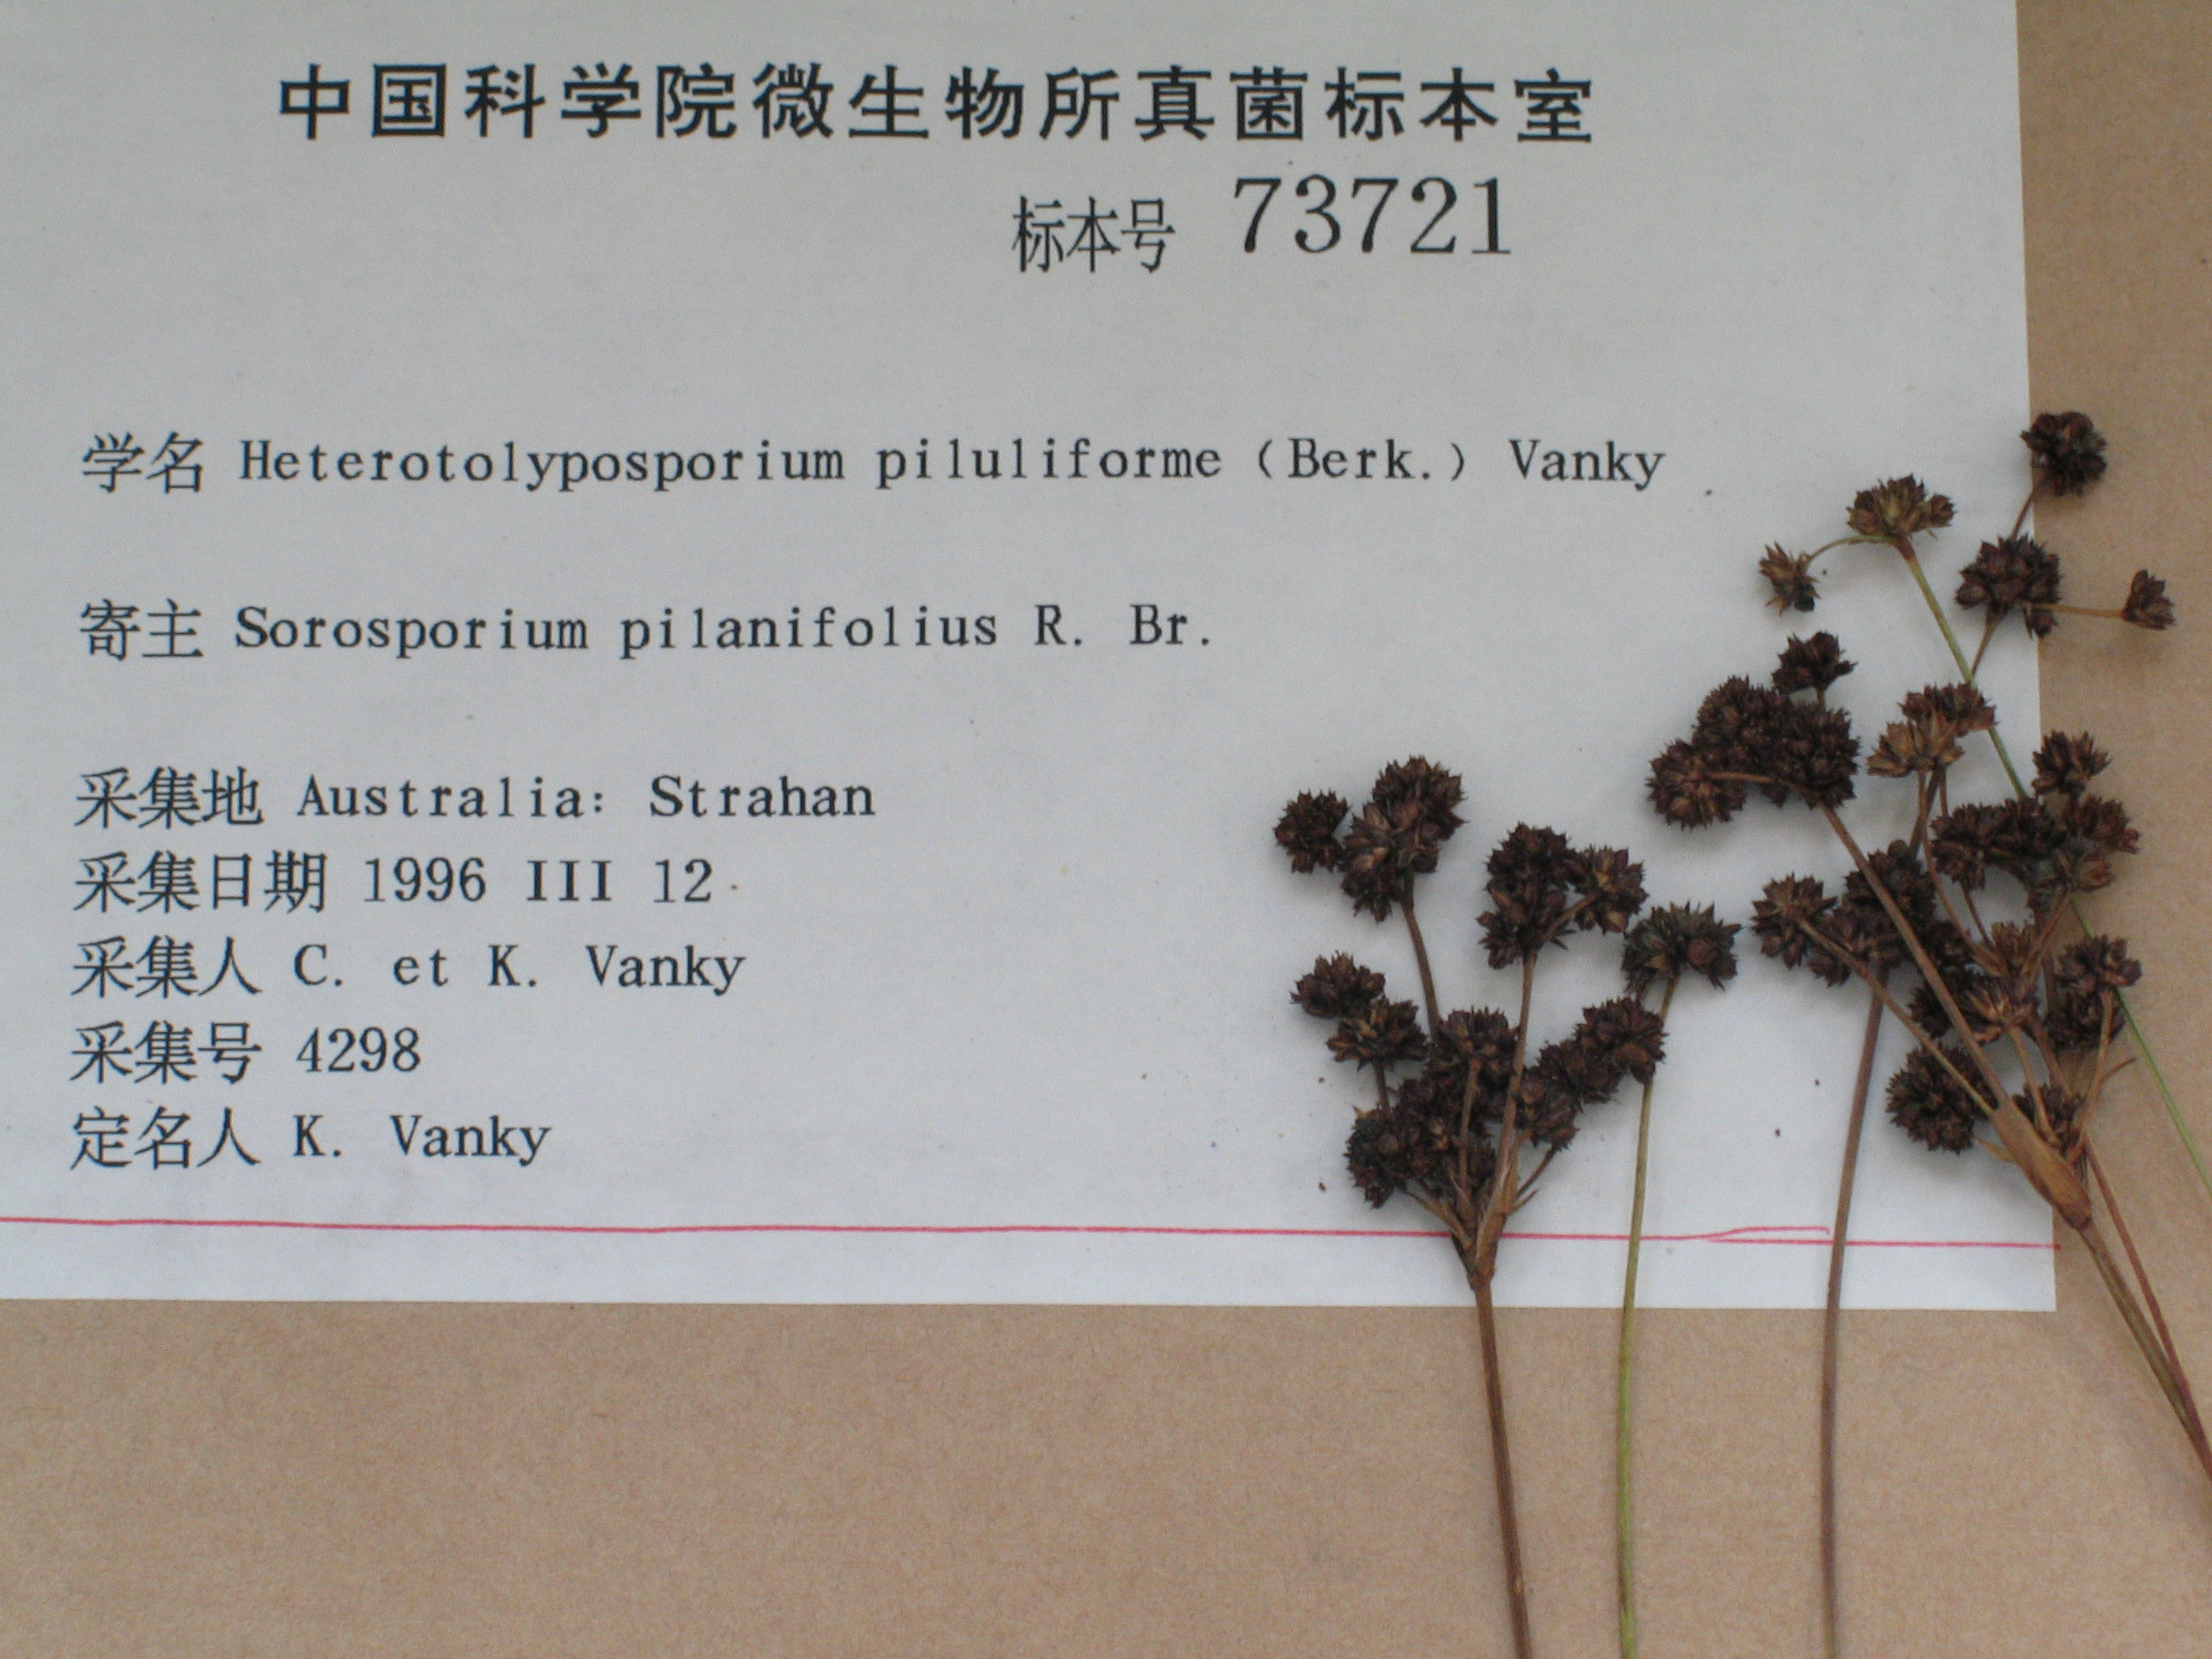 中国科学院微生物所真菌标本室
标本号 73721
学名 Heterotolyposporium piluliforme (Berk.) Vanky
寄主 Sorosporium pilanifolius R. Br.
采集地 Australia: Strahan
采集日期 1996 III 12
采集人 C. et K. Vanky
采集号 4298
定名人 K. Vanky